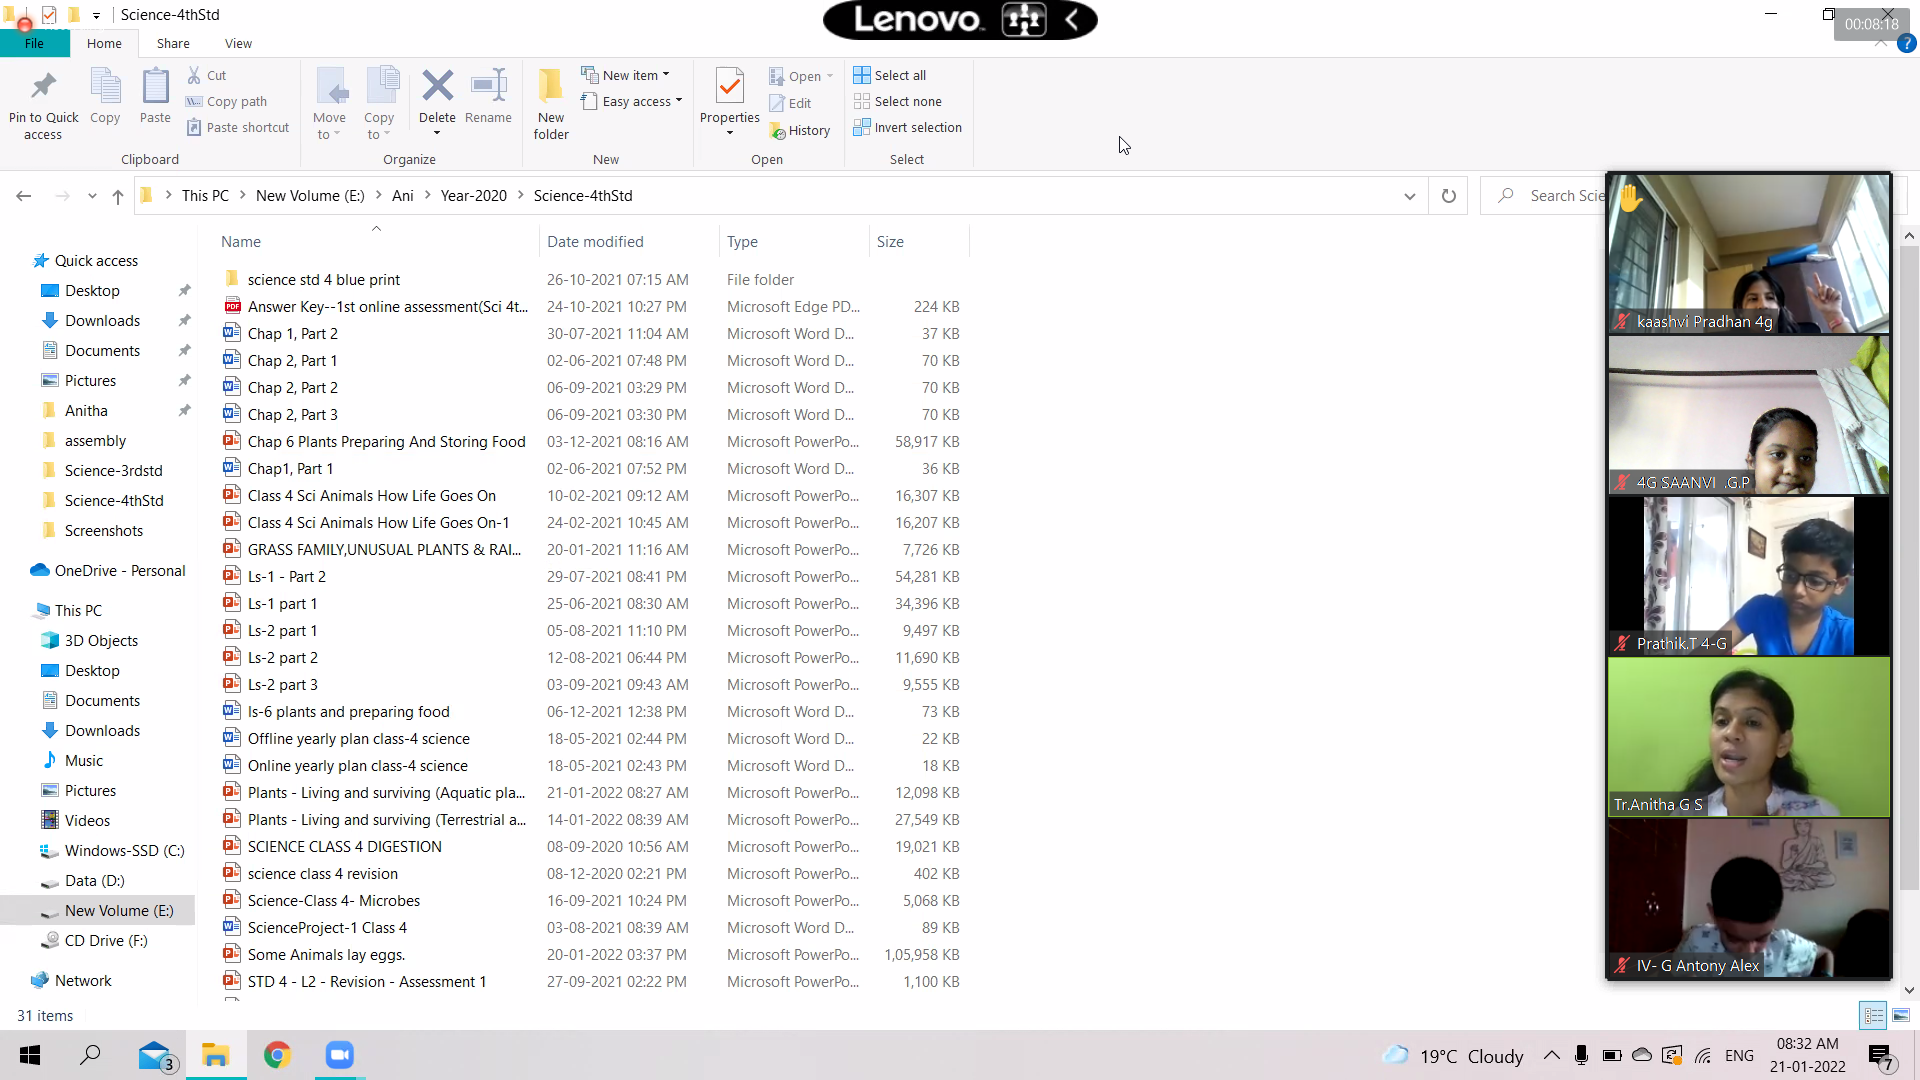 Science-4thStd
Lenovo
00:08:18
File
Home
Share
View
Pin to Quick access
Copy
Paste
Cut
Copy path
Paste shortcut
Clipboard
Move to
Copy to
Delete
Rename
Organize
New folder
New item
Easy access
New
Properties
Open
Edit
History
Open
Select all
Select none
Invert selection
Select
This PC > New Volume (E:) > Ani > Year-2020 > Science-4thStd
Search Scie
Name Date modified Type Size
Quick access
Desktop
Downloads
Documents
Pictures
Anitha
assembly
Science-3rdstd
Science-4thStd
Screenshots
OneDrive - Personal
This PC
3D Objects
Desktop
Documents
Downloads
Music
Pictures
Videos
Windows-SSD (C:)
Data (D:)
New Volume (E:)
CD Drive (F:)
Network
science std 4 blue print 26-10-2021 07:15 AM File folder
Answer Key--1st online assessment(Sci 4t... 24-10-2021 10:27 PM Microsoft Edge PD... 224 KB
Chap 1, Part 2 30-07-2021 11:04 AM Microsoft Word D... 37 KB
Chap 2, Part 1 02-06-2021 07:48 PM Microsoft Word D... 70 KB
Chap 2, Part 2 06-09-2021 03:29 PM Microsoft Word D... 70 KB
Chap 2, Part 3 06-09-2021 03:30 PM Microsoft Word D... 70 KB
Chap 6 Plants Preparing And Storing Food 03-12-2021 08:16 AM Microsoft PowerPo... 58,917 KB
Chap1, Part 1 02-06-2021 07:52 PM Microsoft Word D... 36 KB
Class 4 Sci Animals How Life Goes On 10-02-2021 09:12 AM Microsoft PowerPo... 16,307 KB
Class 4 Sci Animals How Life Goes On-1 24-02-2021 10:45 AM Microsoft PowerPo... 16,207 KB
GRASS FAMILY,UNUSUAL PLANTS & RAI... 20-01-2021 11:16 AM Microsoft PowerPo... 7,726 KB
Ls-1 - Part 2 29-07-2021 08:41 PM Microsoft PowerPo... 54,281 KB
Ls-1 part 1 25-06-2021 08:30 AM Microsoft PowerPo... 34,396 KB
Ls-2 part 1 05-08-2021 11:10 PM Microsoft PowerPo... 9,497 KB
Ls-2 part 2 12-08-2021 06:44 PM Microsoft PowerPo... 11,690 KB
Ls-2 part 3 03-09-2021 09:43 AM Microsoft PowerPo... 9,555 KB
ls-6 plants and preparing food 06-12-2021 12:38 PM Microsoft Word D... 73 KB
Offline yearly plan class-4 science 18-05-2021 02:44 PM Microsoft Word D... 22 KB
Online yearly plan class-4 science 18-05-2021 02:43 PM Microsoft Word D... 18 KB
Plants - Living and surviving (Aquatic pla... 21-01-2022 08:27 AM Microsoft PowerPo... 12,098 KB
Plants - Living and surviving (Terrestrial a... 14-01-2022 08:39 AM Microsoft PowerPo... 27,549 KB
SCIENCE CLASS 4 DIGESTION 08-09-2020 10:56 AM Microsoft PowerPo... 19,021 KB
science class 4 revision 08-12-2020 02:21 PM Microsoft PowerPo... 402 KB
Science-Class 4- Microbes 16-09-2021 10:24 PM Microsoft PowerPo... 5,068 KB
ScienceProject-1 Class 4 03-08-2021 08:39 AM Microsoft Word D... 89 KB
Some Animals lay eggs. 20-01-2022 03:37 PM Microsoft PowerPo... 1,05,958 KB
STD 4 - L2 - Revision - Assessment 1 27-09-2021 02:22 PM Microsoft PowerPo... 1,100 KB
kaashvi Pradhan 4g
4G SAANVI .G.P
Prathik.T 4-G
Tr.Anitha G S
IV- G Antony Alex
31 items
3
19°C Cloudy
ENG
08:32 AM
21-01-2022
7